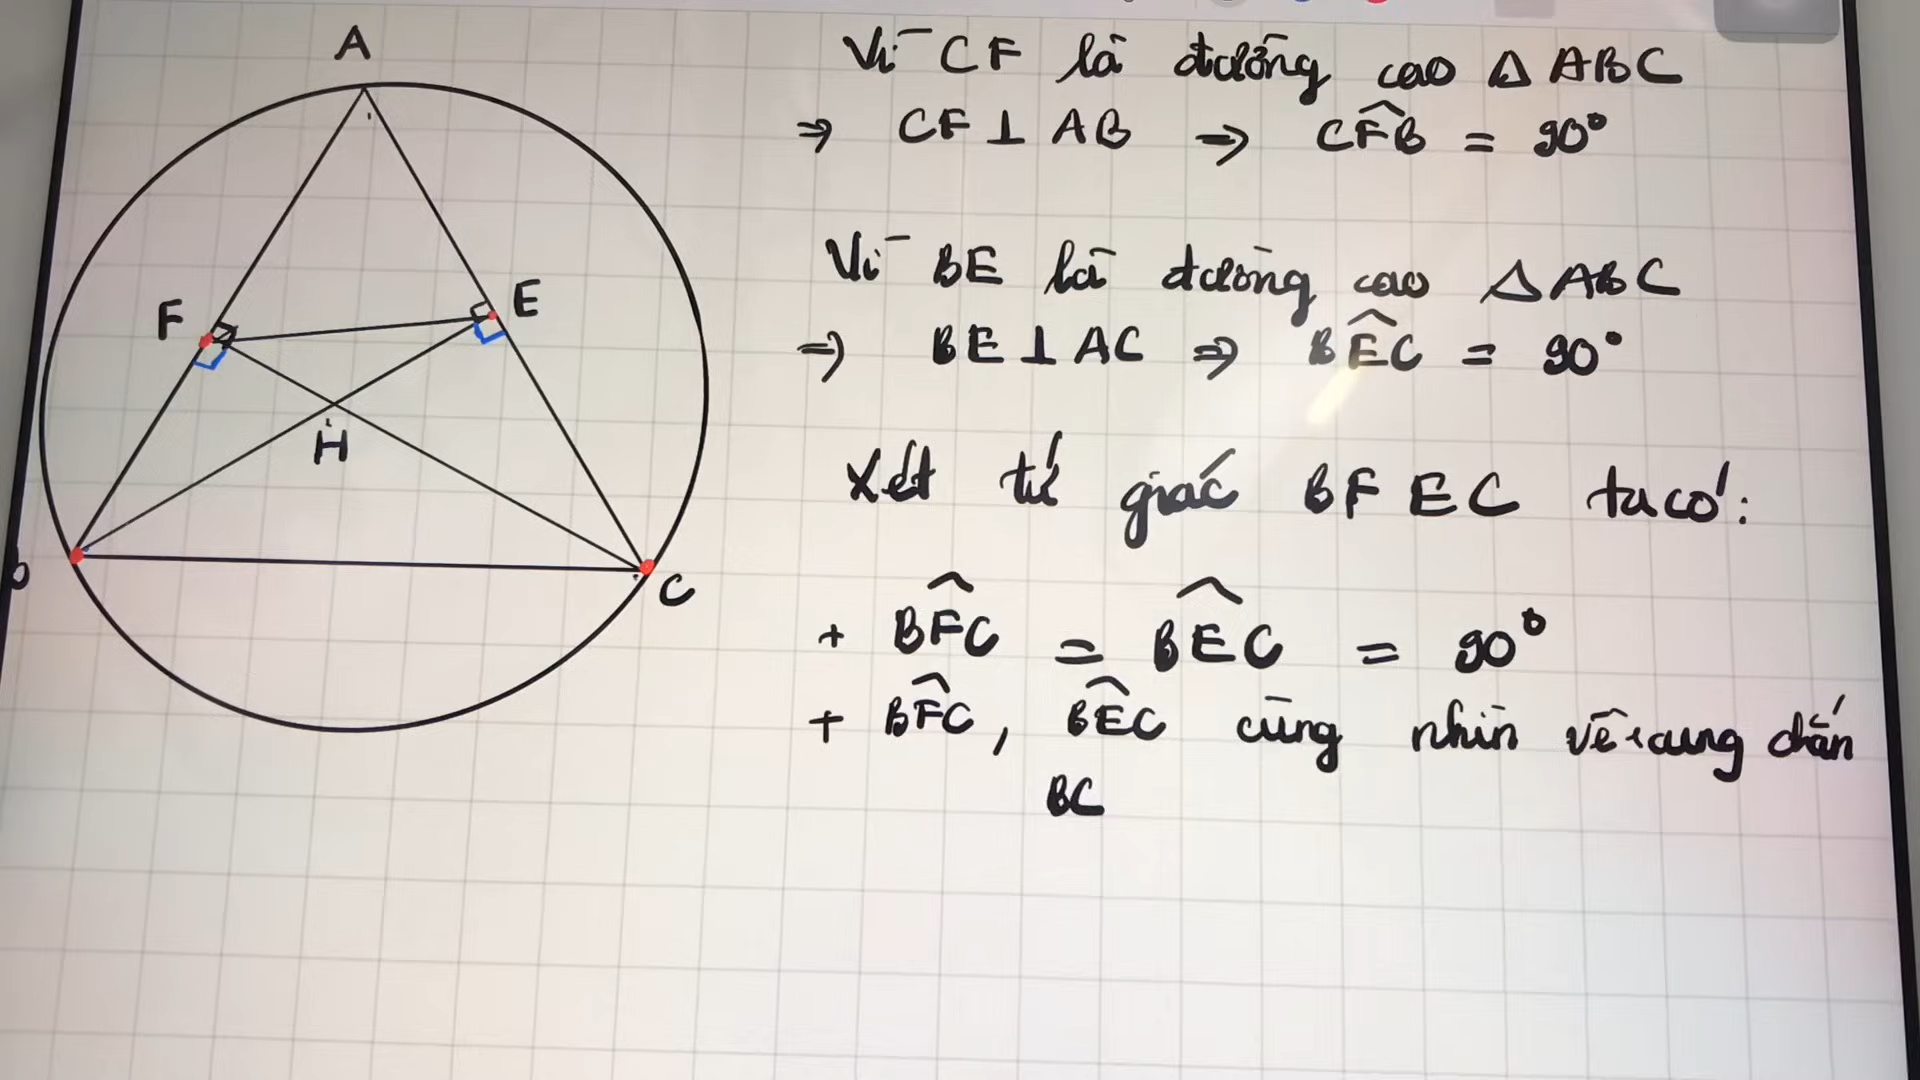 A
F
E
H
C
Vì CF là đường cao Δ ABC
⇒ CF ⊥ AB ⇒ CF̂B = 90°
Vì BE là đường cao Δ ABC
⇒ BE ⊥ AC ⇒ BÊC = 90°
Xét tứ giác BFEC ta có:
+ BF̂C = BÊC = 90°
+ BF̂C, BÊC cùng nhìn về cung chắn
BC